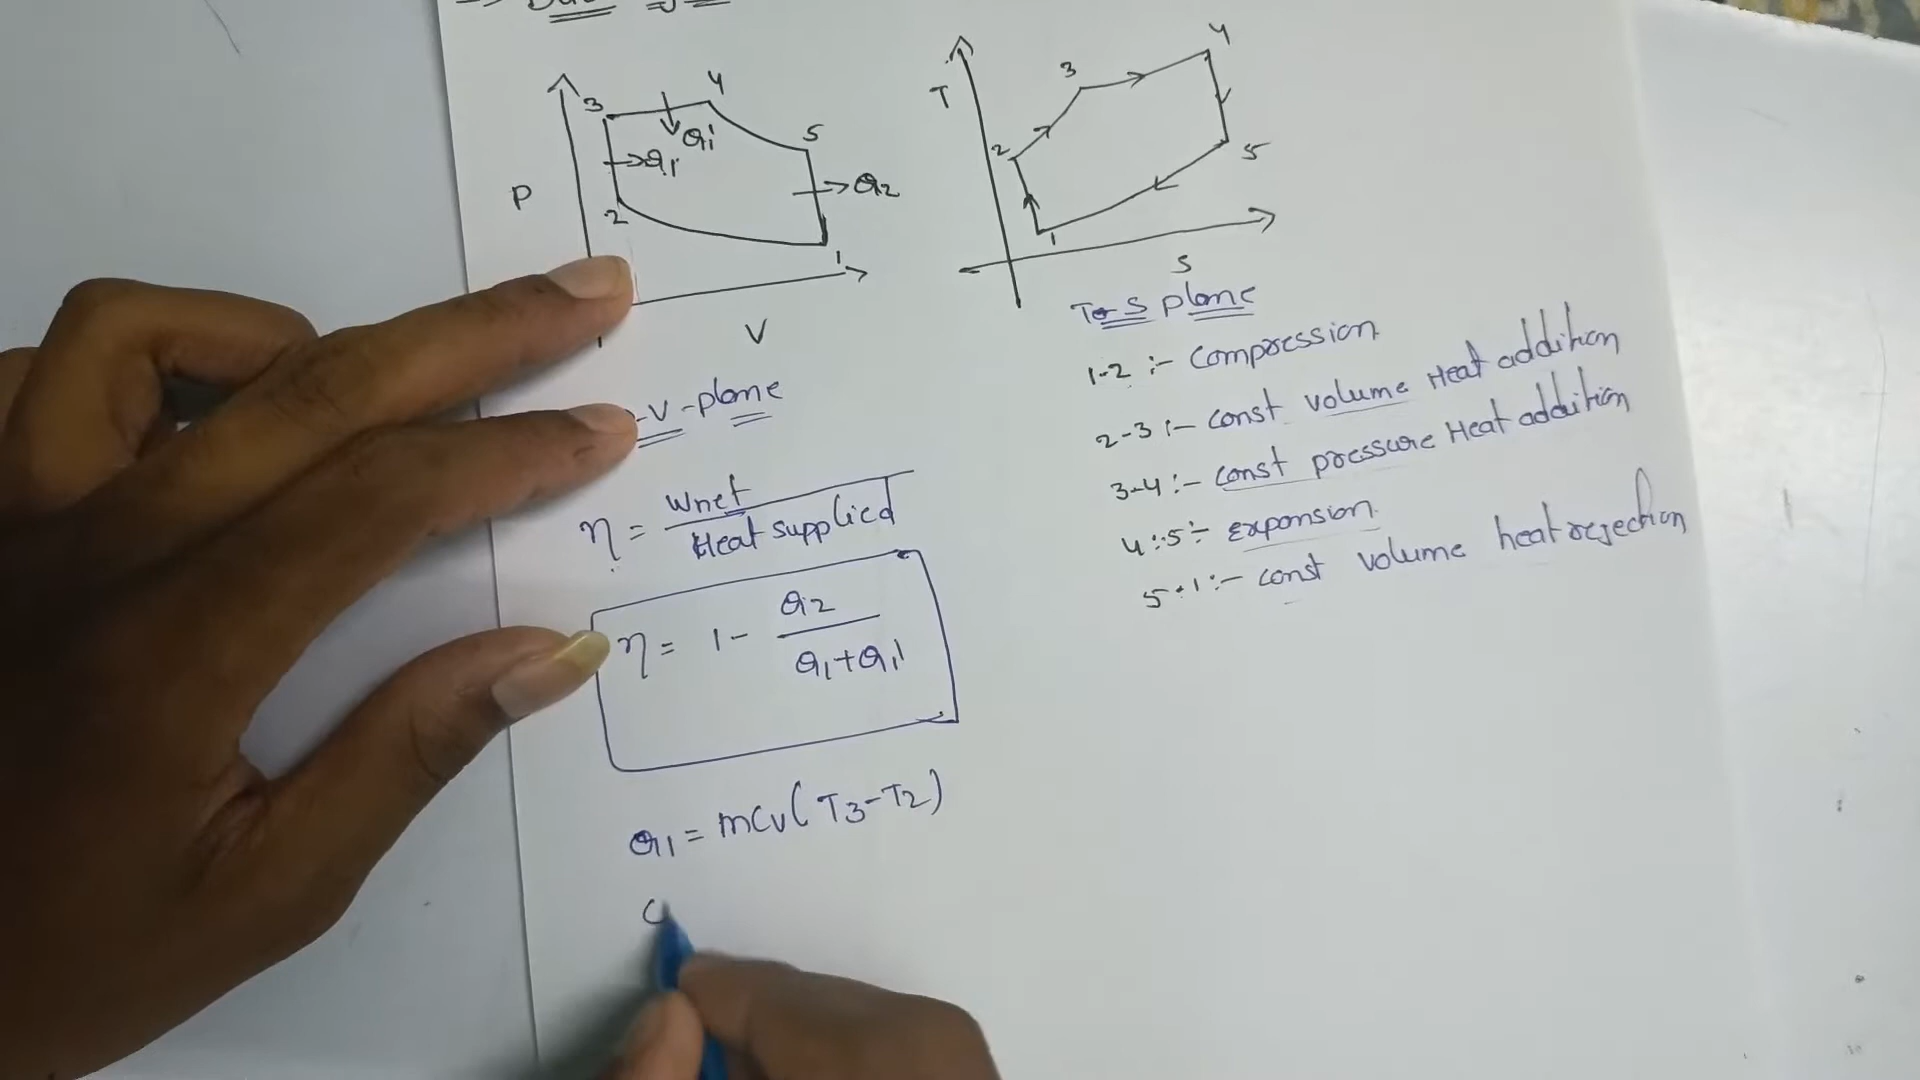 P
3
4
Q1'
Q1
2
5
Q2
1
V
-V-plane
T
3
4
2
5
1
S
T-S plane
1-2 :- Compression
2-3 :- const volume Heat addition
3-4 :- const pressure Heat addition
4:-5:- expansion
5-1:- const volume heat rejection
η = Wnet / Heat supplied
η = 1 - Q2 / Q1+Q1'
Q1 = mCv(T3-T2)